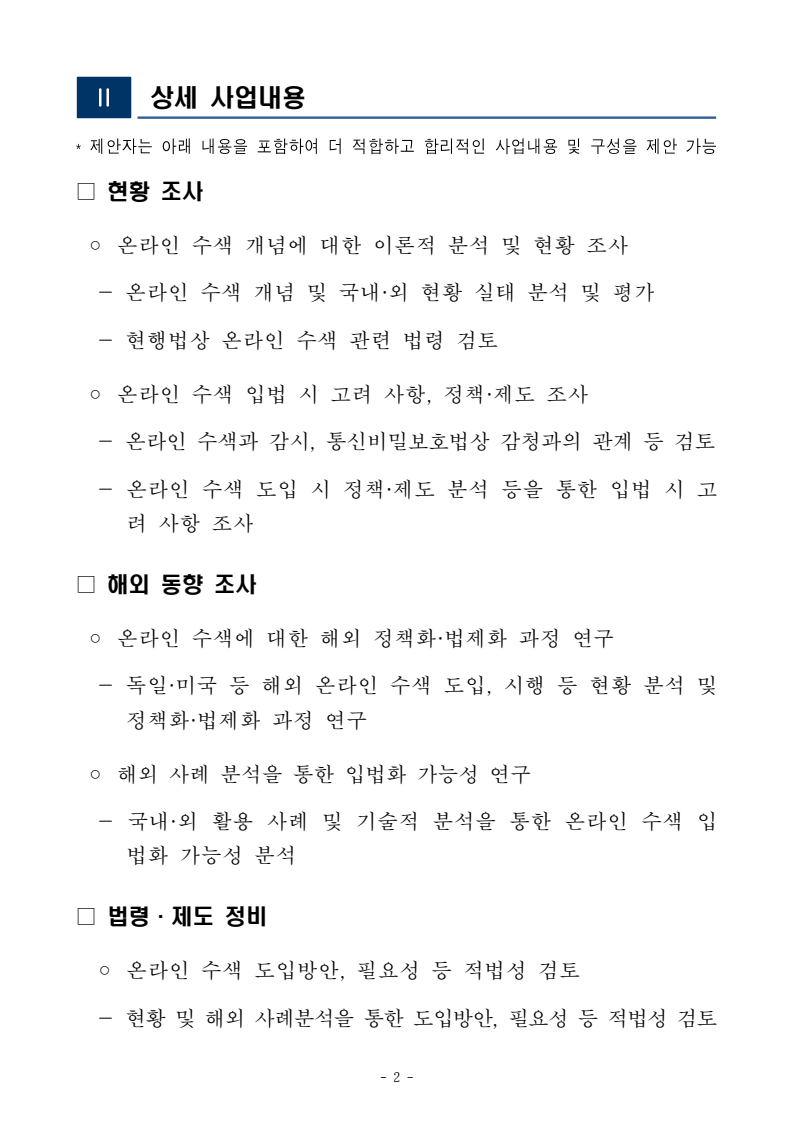 Ⅱ 상세 사업내용
* 제안자는 아래 내용을 포함하여 더 적합하고 합리적인 사업내용 및 구성을 제안 가능
□ 현황 조사
○ 온라인 수색 개념에 대한 이론적 분석 및 현황 조사
- 온라인 수색 개념 및 국내·외 현황 실태 분석 및 평가
- 현행법상 온라인 수색 관련 법령 검토
○ 온라인 수색 입법 시 고려 사항, 정책·제도 조사
- 온라인 수색과 감시, 통신비밀보호법상 감청과의 관계 등 검토
- 온라인 수색 도입 시 정책·제도 분석 등을 통한 입법 시 고
려 사항 조사
□ 해외 동향 조사
○ 온라인 수색에 대한 해외 정책화·법제화 과정 연구
- 독일·미국 등 해외 온라인 수색 도입, 시행 등 현황 분석 및
정책화·법제화 과정 연구
○ 해외 사례 분석을 통한 입법화 가능성 연구
- 국내·외 활용 사례 및 기술적 분석을 통한 온라인 수색 입
법화 가능성 분석
□ 법령·제도 정비
○ 온라인 수색 도입방안, 필요성 등 적법성 검토
- 현황 및 해외 사례분석을 통한 도입방안, 필요성 등 적법성 검토
- 2 -